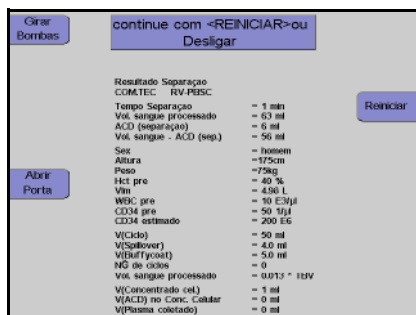 Girar
Bombas
continue com <REINICIAR>ou
Desligar
Resultado Separaçao
COM.TEC RV-PBSC
Tempo Separaçao = 1 min
Vol. sangue processado = 63 ml
ACD (separaçao) = 6 ml
Vol. sangue - ACD (sep.) = 56 ml
Reiniciar
Sex = homem
Altura =175cm
Peso =75kg
Hct pre = 40 %
Vim = 4.98 L
WBC pre = 10 E3/µl
CD34 pre = 50 1/µl
CD34 estimado = 200 E6
Abrir
Porta
V(Ciclo) = 50 ml
V(Spillover) = 4.0 ml
V(Buffycoat) = 5.0 ml
NĞ de ciclos = 0
Vol. sangue processado = 0.013 * TBV
V(Concentrado cel.) = 1 ml
V(ACD) no Conc. Celular = 0 ml
V(Plasma coletado) = 0 ml